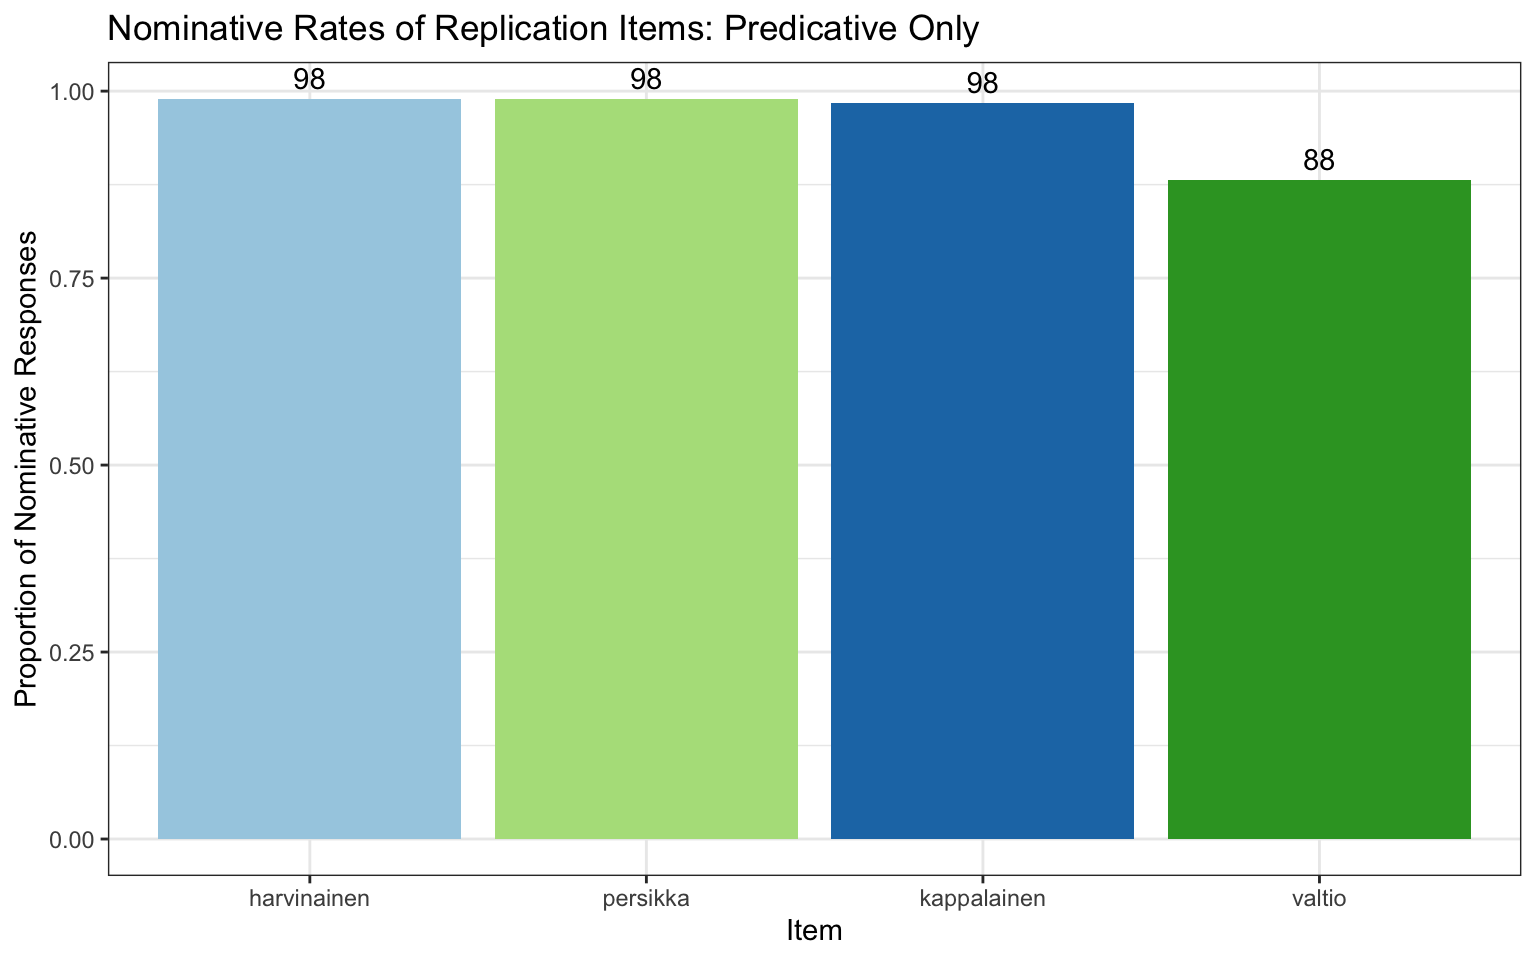 Nominative Rates of Replication Items: Predicative Only
98
98
98
88
1.00
0.75
0.50
0.25
0.00
Proportion of Nominative Responses
harvinainen
persikka
kappalainen
valtio
Item